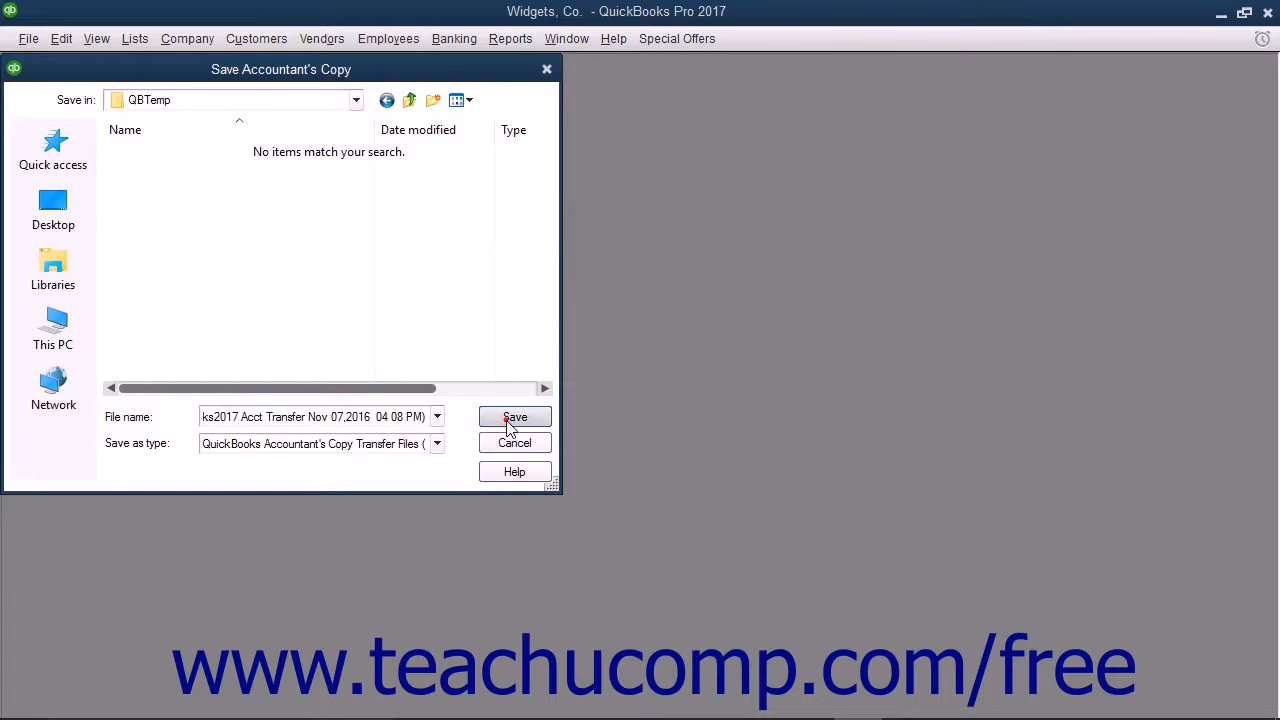 qb
Widgets, Co. - QuickBooks Pro 2017
File Edit View Lists Company Customers Vendors Employees Banking Reports Window Help Special Offers
qb
Save Accountant's Copy
Save in: QBTemp
Name Date modified Type
No items match your search.
Quick access
Desktop
Libraries
This PC
Network
File name: ks2017 Acct Transfer Nov 07,2016 04 08 PM) Save
Save as type: QuickBooks Accountant's Copy Transfer Files ( Cancel
Help
www.teachucomp.com/free